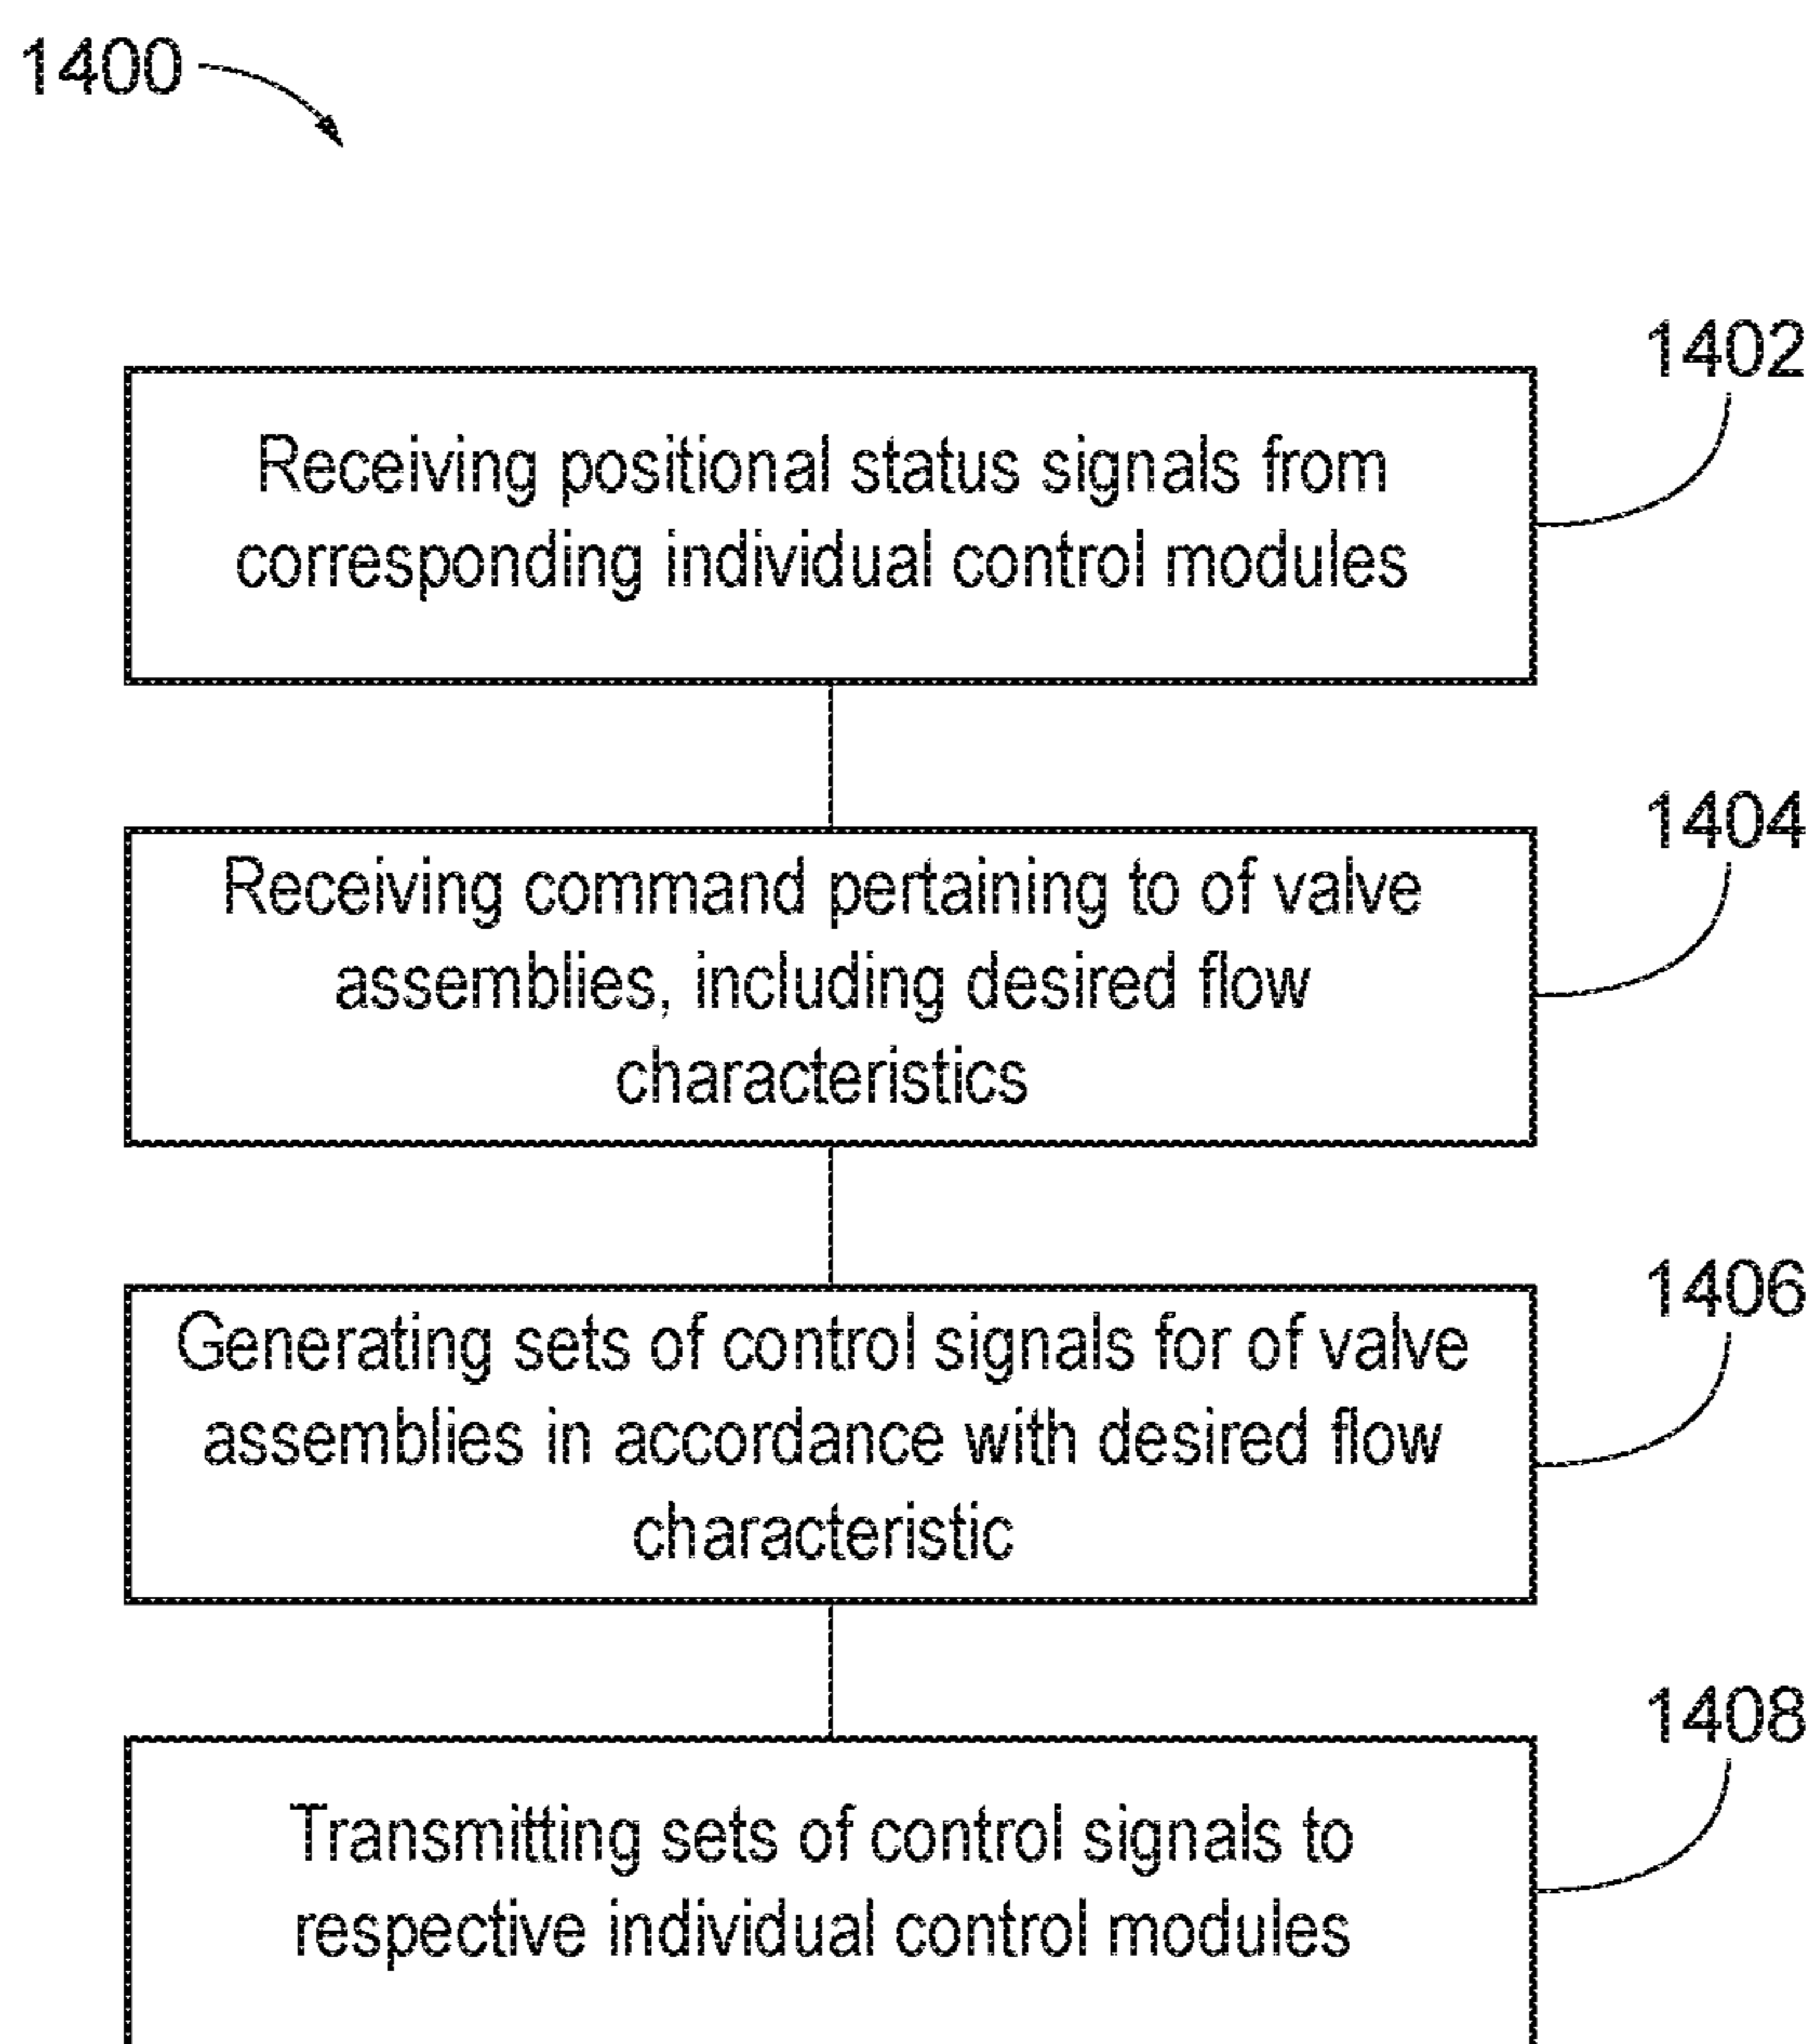 1400
1402
Receiving positional status signals from
corresponding individual control modules
1404
Receiving command pertaining to of valve
assemblies, including desired flow
characteristics
1406
Generating sets of control signals for of valve
assemblies in accordance with desired flow
characteristic
1408
Transmitting sets of control signals to
respective individual control modules